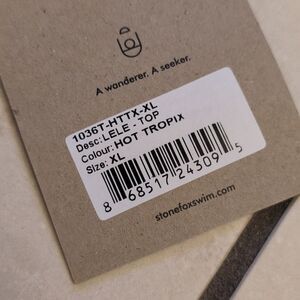 A wanderer. A seeker.
1036T-HTTX-XL
Desc: LELE - TOP
Colour: HOT TROPIX
Size: XL
8 68517 24309 5
stonefoxswim.com